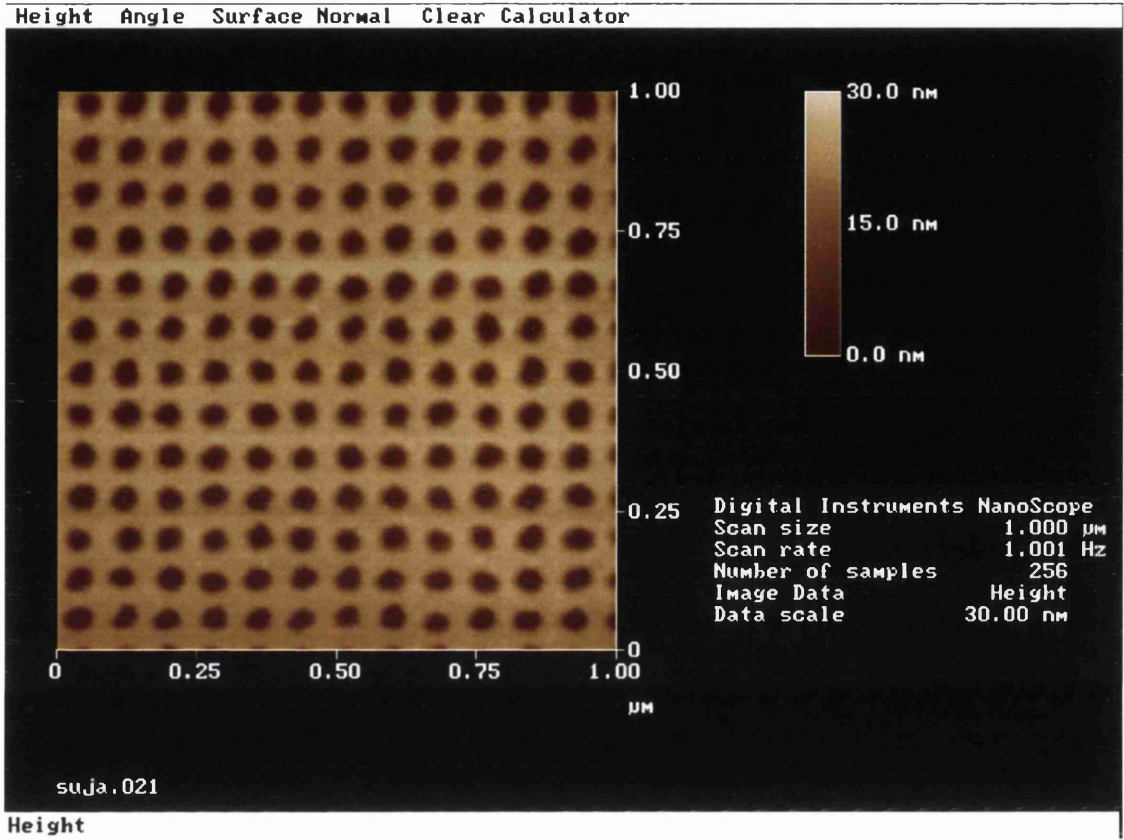 Height Angle Surface Normal Clear Calculator
1.00
0.75
0.50
0.25
0
0 0.25 0.50 0.75 1.00
µM
30.0 nM
15.0 nM
0.0 nM
Digital Instruments NanoScope
Scan size 1.000 µM
Scan rate 1.001 Hz
Number of samples 256
Image Data Height
Data scale 30.00 nM
suja.021
Height